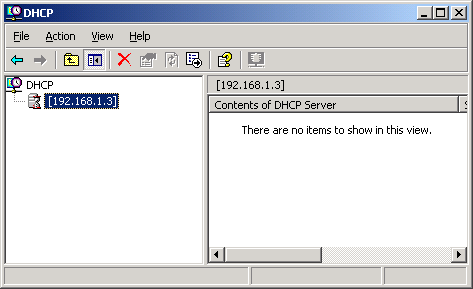 DHCP
File Action View Help
DHCP
[192.168.1.3]
[192.168.1.3]
Contents of DHCP Server
There are no items to show in this view.